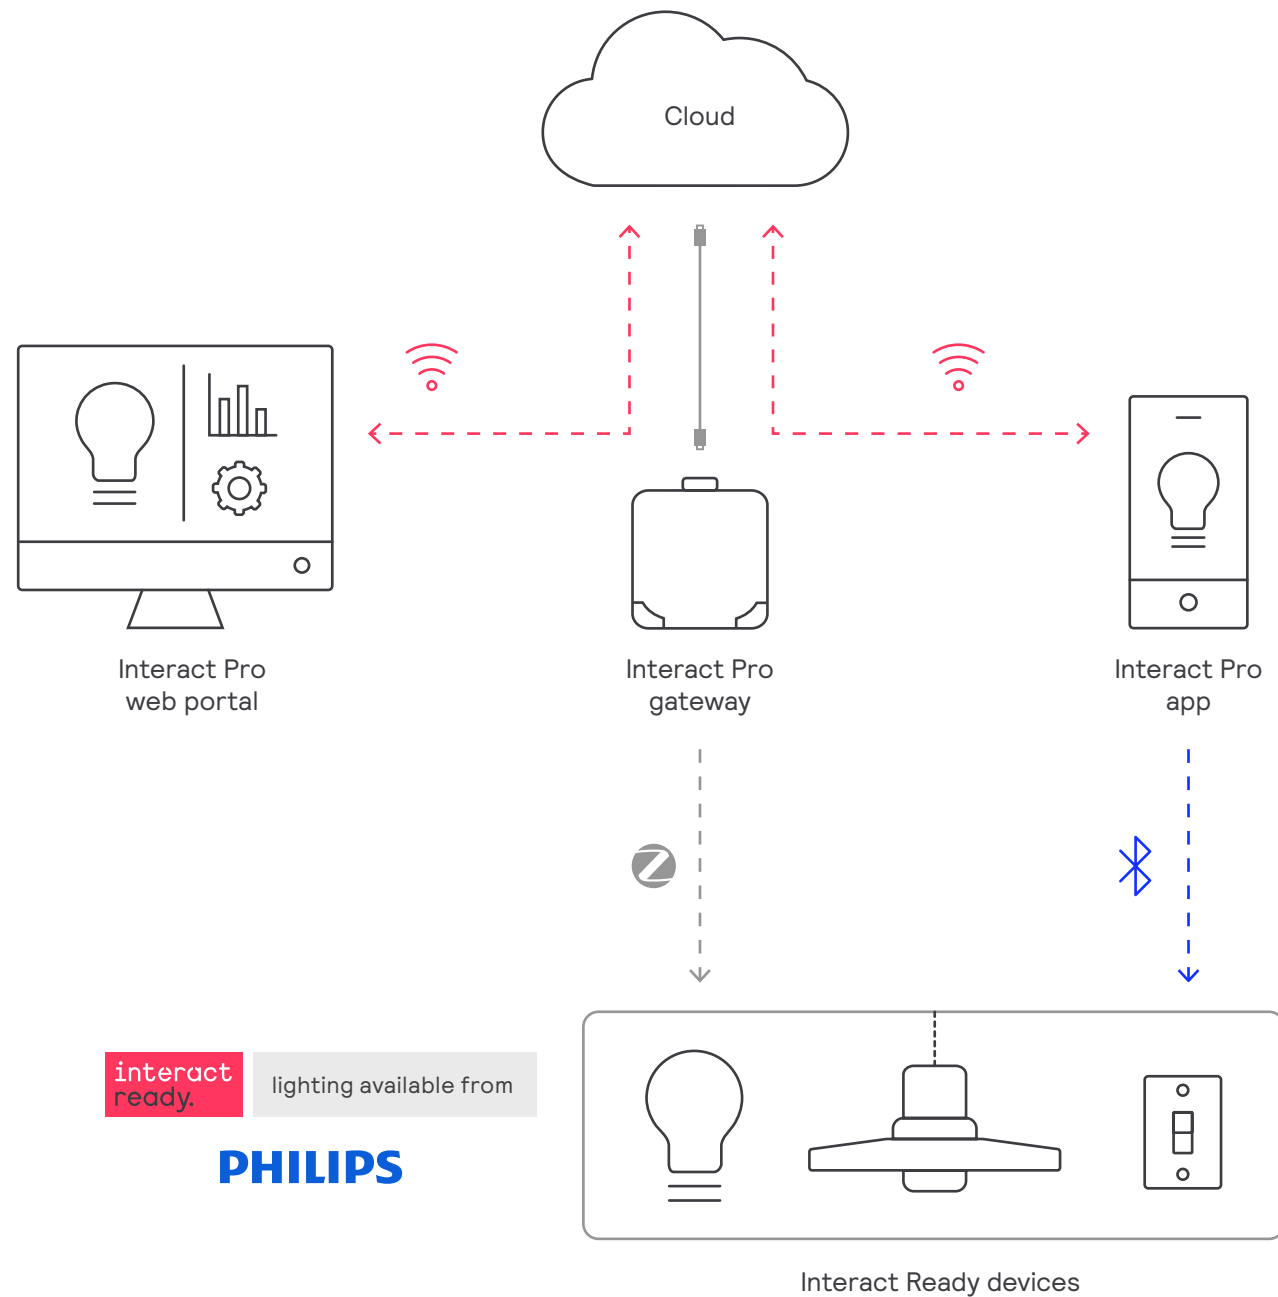 Cloud
Interact Pro
web portal
Interact Pro
gateway
Interact Pro
app
interact
ready.
lighting available from
PHILIPS
Interact Ready devices